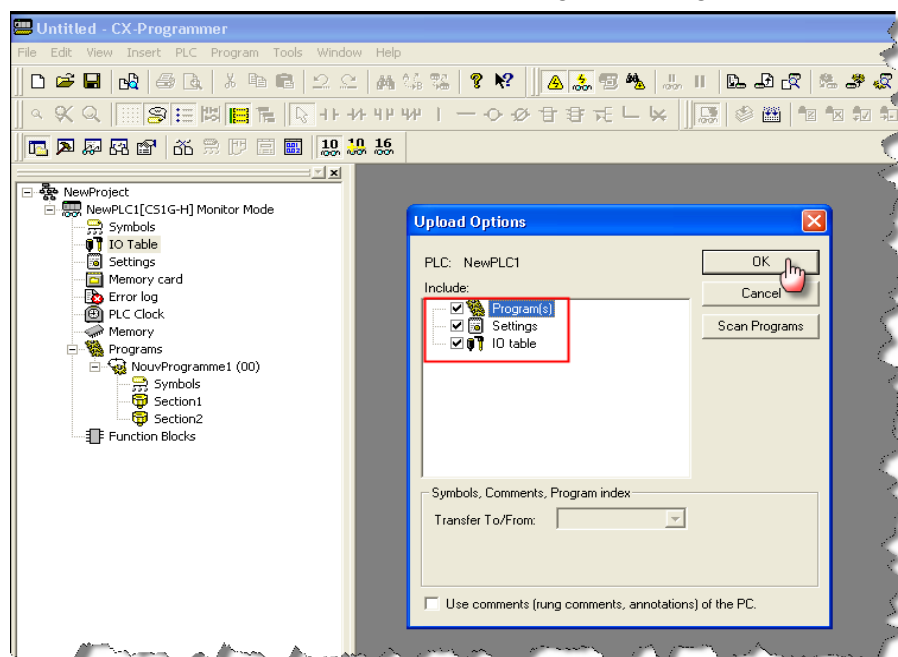 Untitled - CX-Programmer
File Edit View Insert PLC Program Tools Window Help
10 10 16
NewProject
NewPLC1[CS1G-H] Monitor Mode
Symbols
IO Table
Settings
Memory card
Error log
PLC Clock
Memory
Programs
NouvProgramme1 (00)
Symbols
Section1
Section2
Function Blocks
Upload Options
PLC: NewPLC1
Include:
Program(s)
Settings
IO table
OK
Cancel
Scan Programs
Symbols, Comments, Program index
Transfer To/From:
Use comments (rung comments, annotations) of the PC.